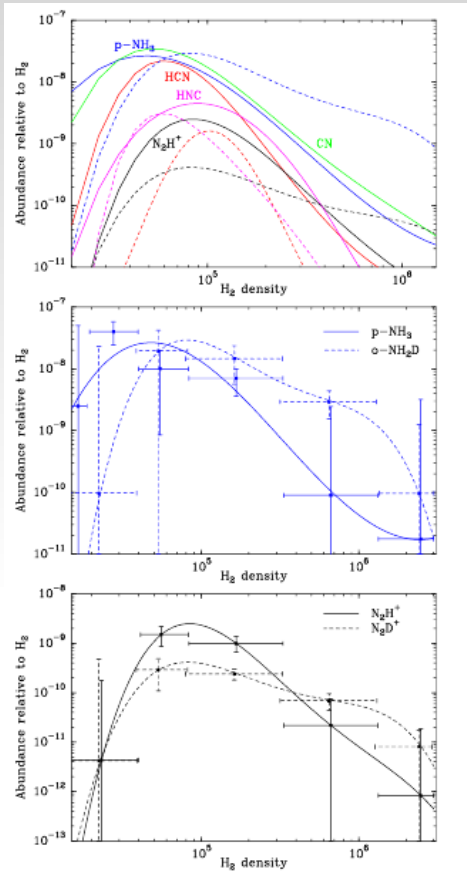 10⁻⁷
p-NH₃
10⁻⁸
HCN
HNC
10⁻⁹
N₂H⁺
CN
10⁻¹⁰
10⁻¹¹
10⁵
10⁶
H₂ density
Abundance relative to H₂
10⁻⁷
p-NH₃
o-NH₂D
10⁻⁸
10⁻⁹
10⁻¹⁰
10⁻¹¹
10⁵
10⁶
H₂ density
Abundance relative to H₂
10⁻⁸
N₂H⁺
N₂D⁺
10⁻⁹
10⁻¹⁰
10⁻¹¹
10⁻¹²
10⁻¹³
10⁵
10⁶
H₂ density
Abundance relative to H₂